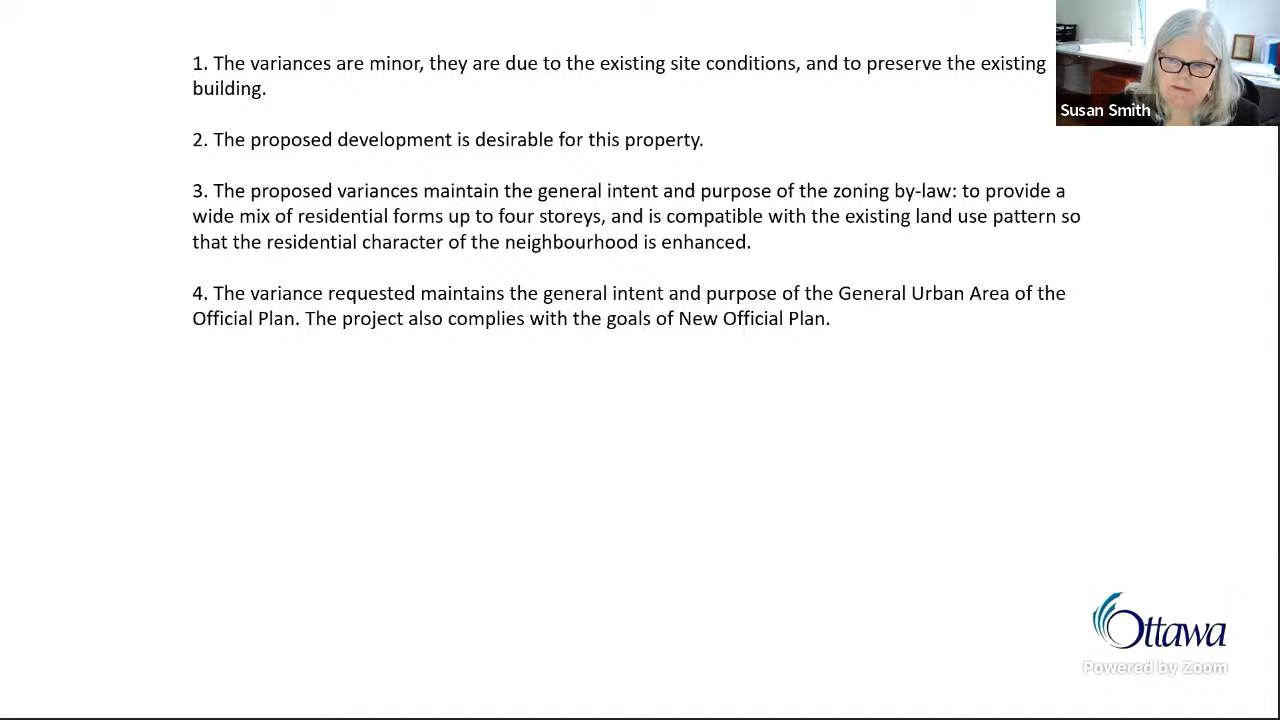 1. The variances are minor, they are due to the existing site conditions, and to preserve the existing
building.
Susan Smith
2. The proposed development is desirable for this property.
3. The proposed variances maintain the general intent and purpose of the zoning by-law: to provide a
wide mix of residential forms up to four storeys, and is compatible with the existing land use pattern so
that the residential character of the neighbourhood is enhanced.
4. The variance requested maintains the general intent and purpose of the General Urban Area of the
Official Plan. The project also complies with the goals of New Official Plan.
Ottawa
Powered by Zoom